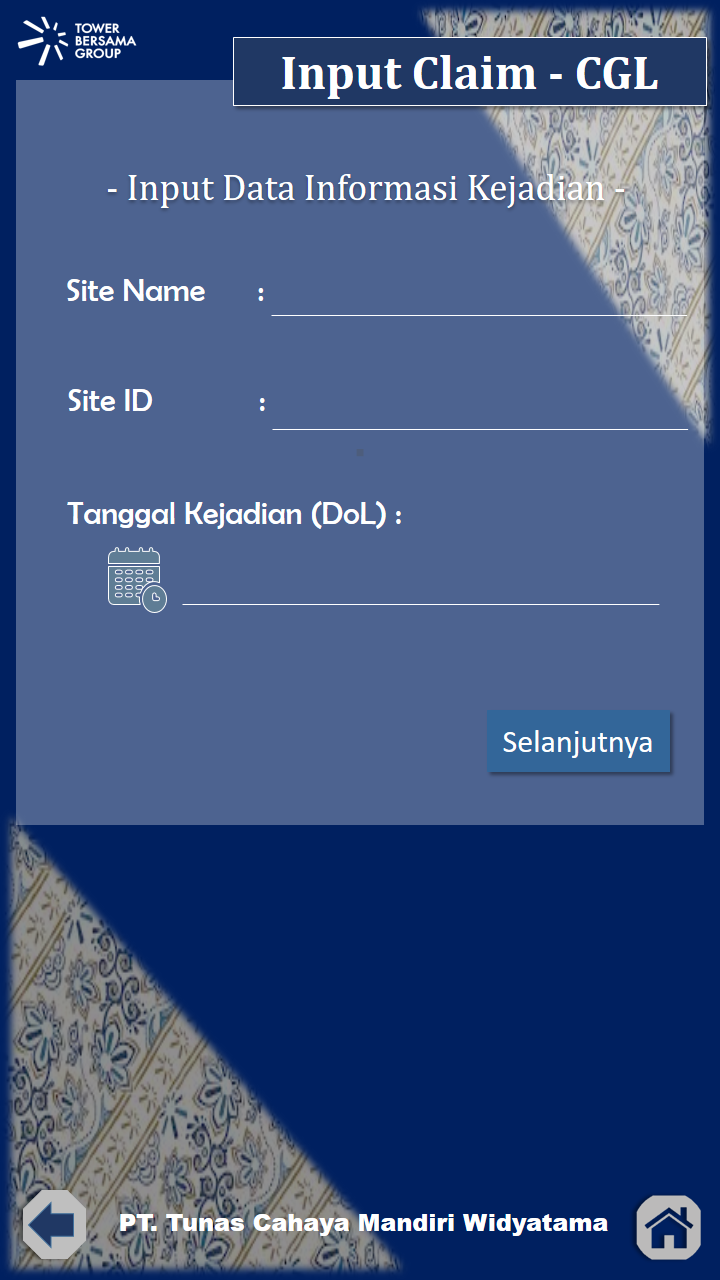 TOWER
BERSAMA
GROUP
Input Claim - CGL
- Input Data Informasi Kejadian -
Site Name :
Site ID :
Tanggal Kejadian (DoL) :
Selanjutnya
PT. Tunas Cahaya Mandiri Widyatama